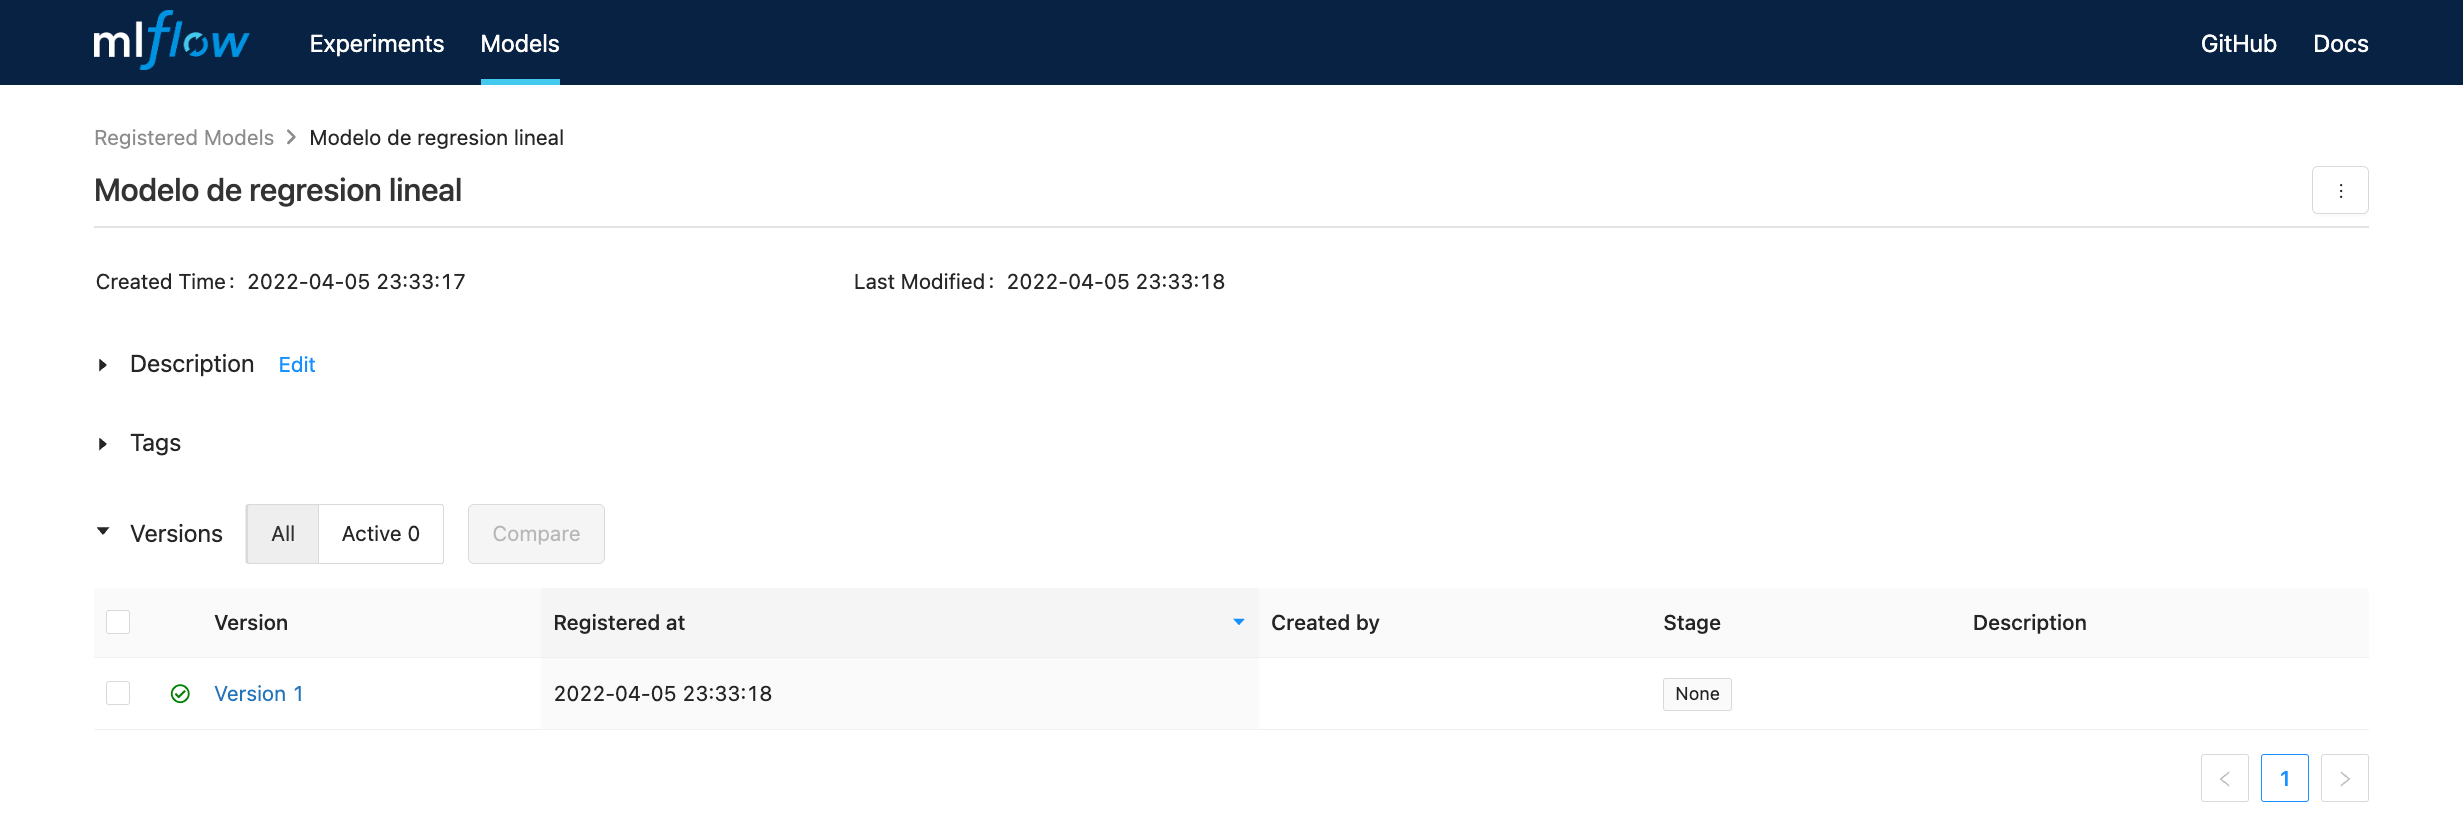 mlflow Experiments Models GitHub Docs
Registered Models > Modelo de regresion lineal
Modelo de regresion lineal
Created Time: 2022-04-05 23:33:17 Last Modified: 2022-04-05 23:33:18
Description Edit
Tags
Versions All Active 0 Compare
Version Registered at Created by Stage Description
Version 1 2022-04-05 23:33:18 None
< 1 >